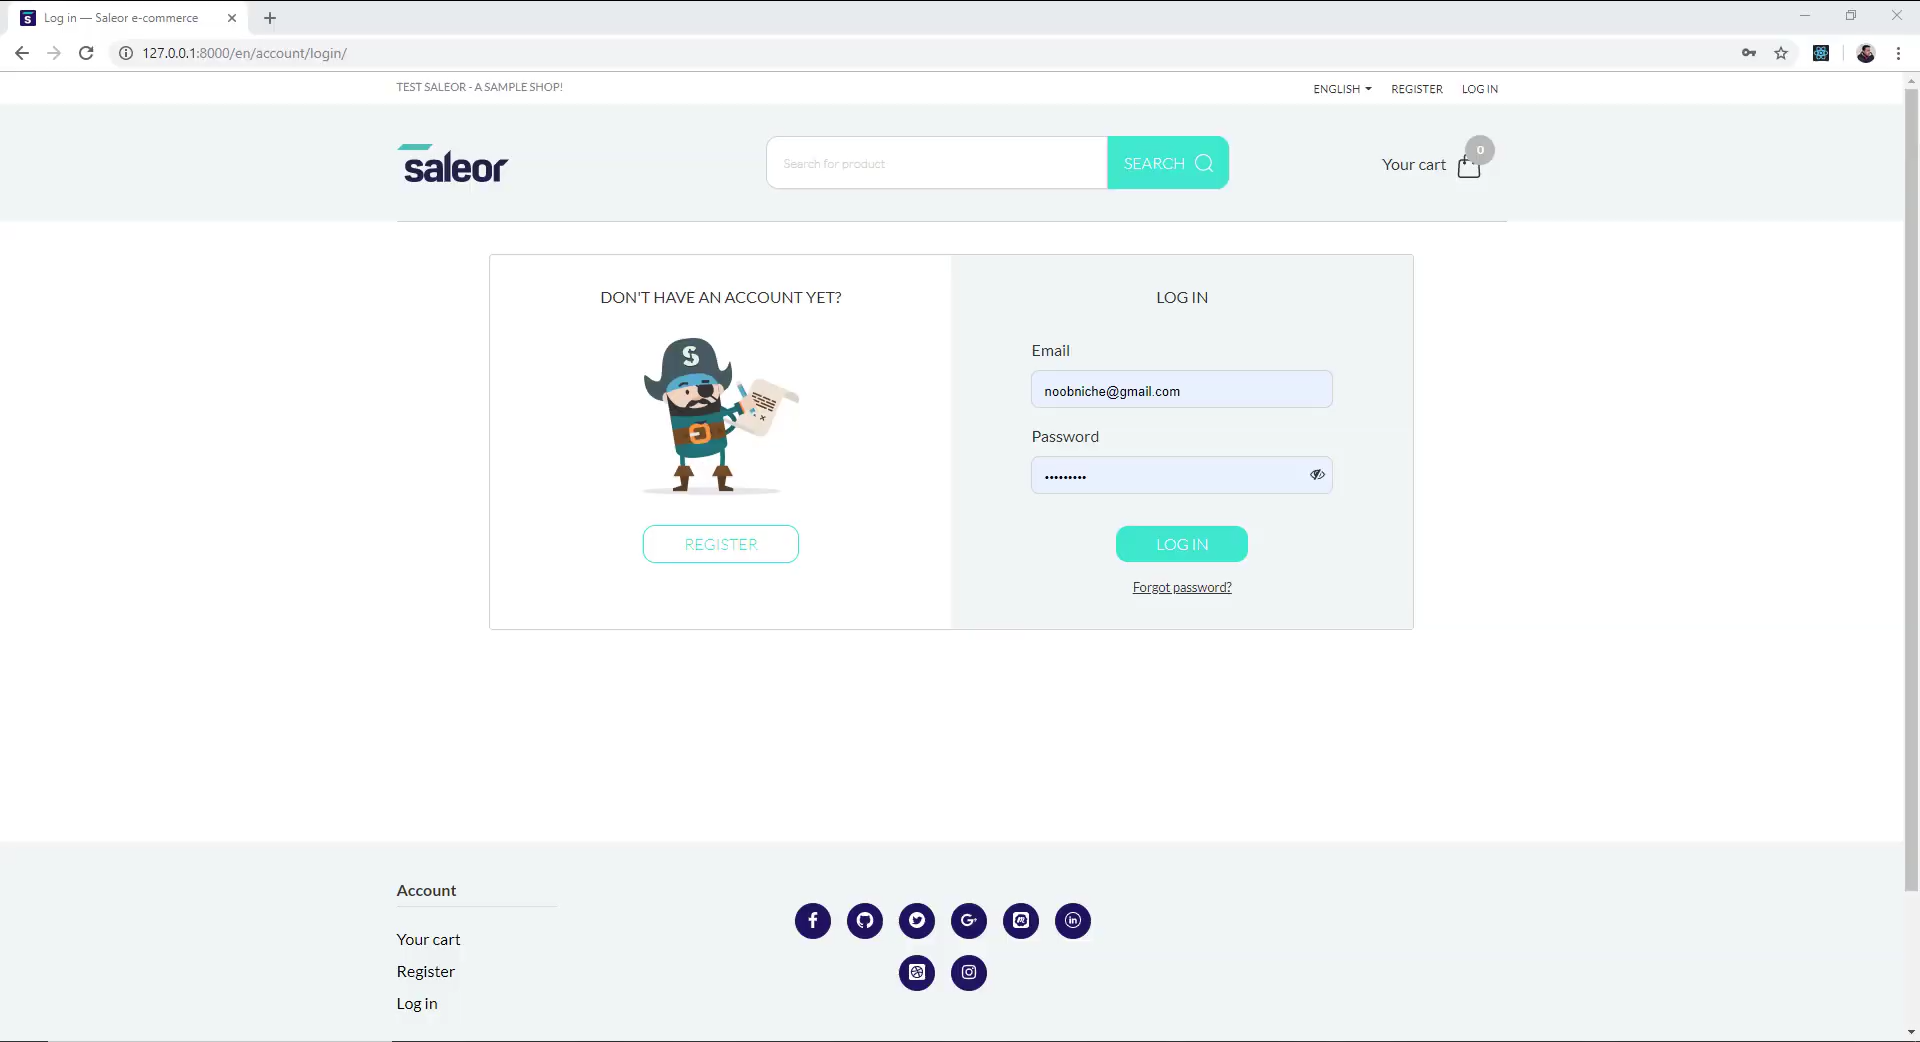 Log in — Saleor e-commerce
127.0.0.1:8000/en/account/login/
TEST SALEOR - A SAMPLE SHOP!
ENGLISH
REGISTER
LOG IN
saleor
Search for product
SEARCH
Your cart
0
DON'T HAVE AN ACCOUNT YET?
S
REGISTER
LOG IN
Email
noobniche@gmail.com
Password
•••••••••
LOG IN
Forgot password?
Account
Your cart
Register
Log in